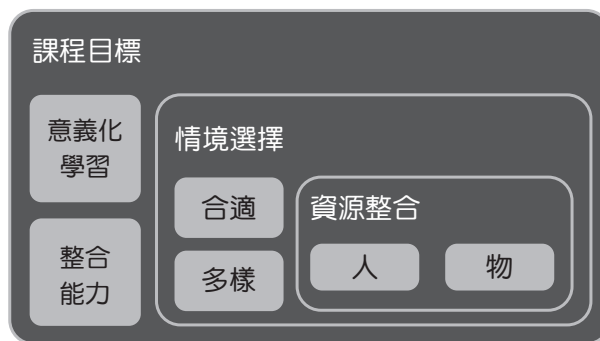 課程目標
意義化
學習
整合
能力
情境選擇
合適
多樣
資源整合
人
物